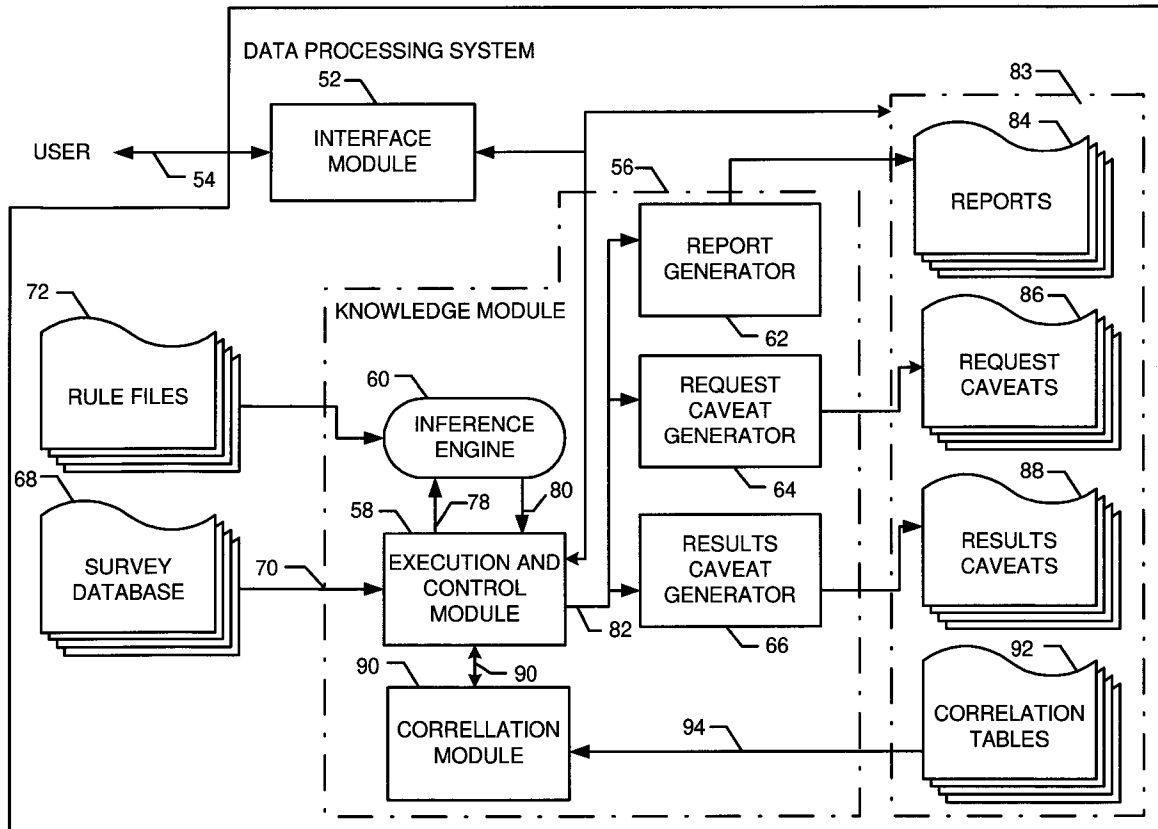 DATA PROCESSING SYSTEM
52
83
84
USER
54
INTERFACE
MODULE
56
REPORTS
REPORT
GENERATOR
72
KNOWLEDGE MODULE
62
86
RULE FILES
60
INFERENCE
ENGINE
REQUEST
CAVEAT
GENERATOR
REQUEST
CAVEATS
68
78
80
64
88
58
SURVEY
DATABASE
70
EXECUTION AND
CONTROL
MODULE
RESULTS
CAVEAT
GENERATOR
RESULTS
CAVEATS
82
66
90
90
92
CORRELLATION
MODULE
94
CORRELATION
TABLES